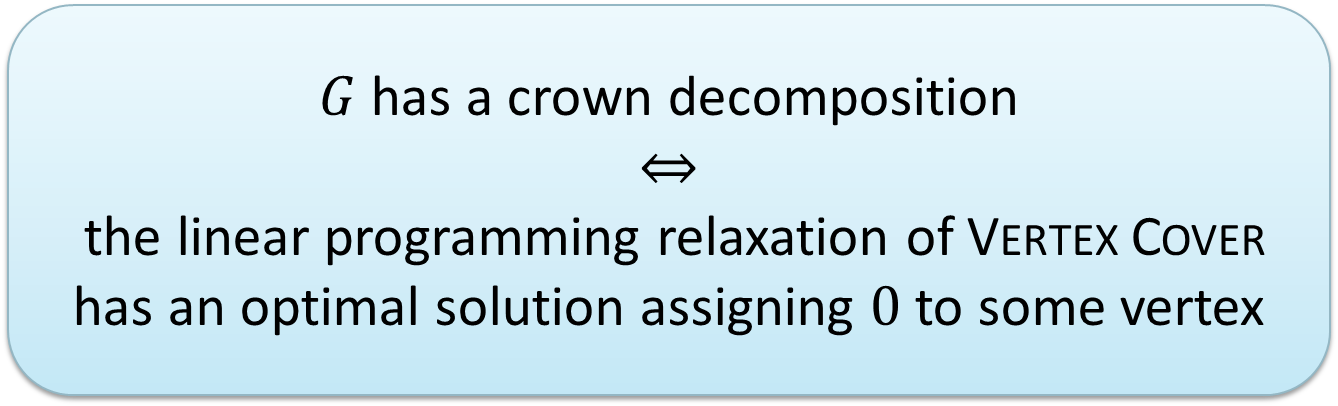 𝐺 has a crown decomposition
⇔
the linear programming relaxation of VERTEX COVER
has an optimal solution assigning 0 to some vertex